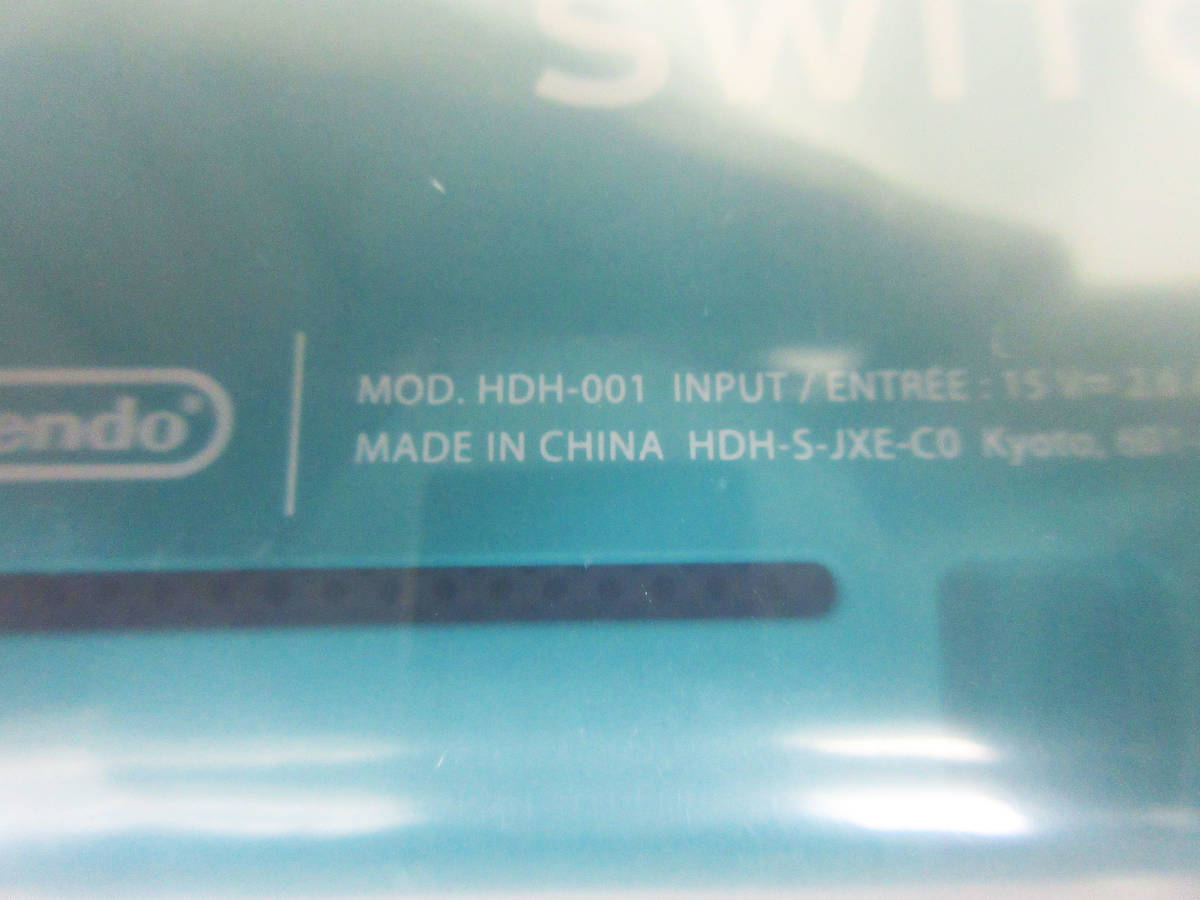 SWITC
endo®
MOD. HDH-001 INPUT / ENTRÉE : 15 V⎓
MADE IN CHINA HDH-S-JXE-C0 Kyoto,